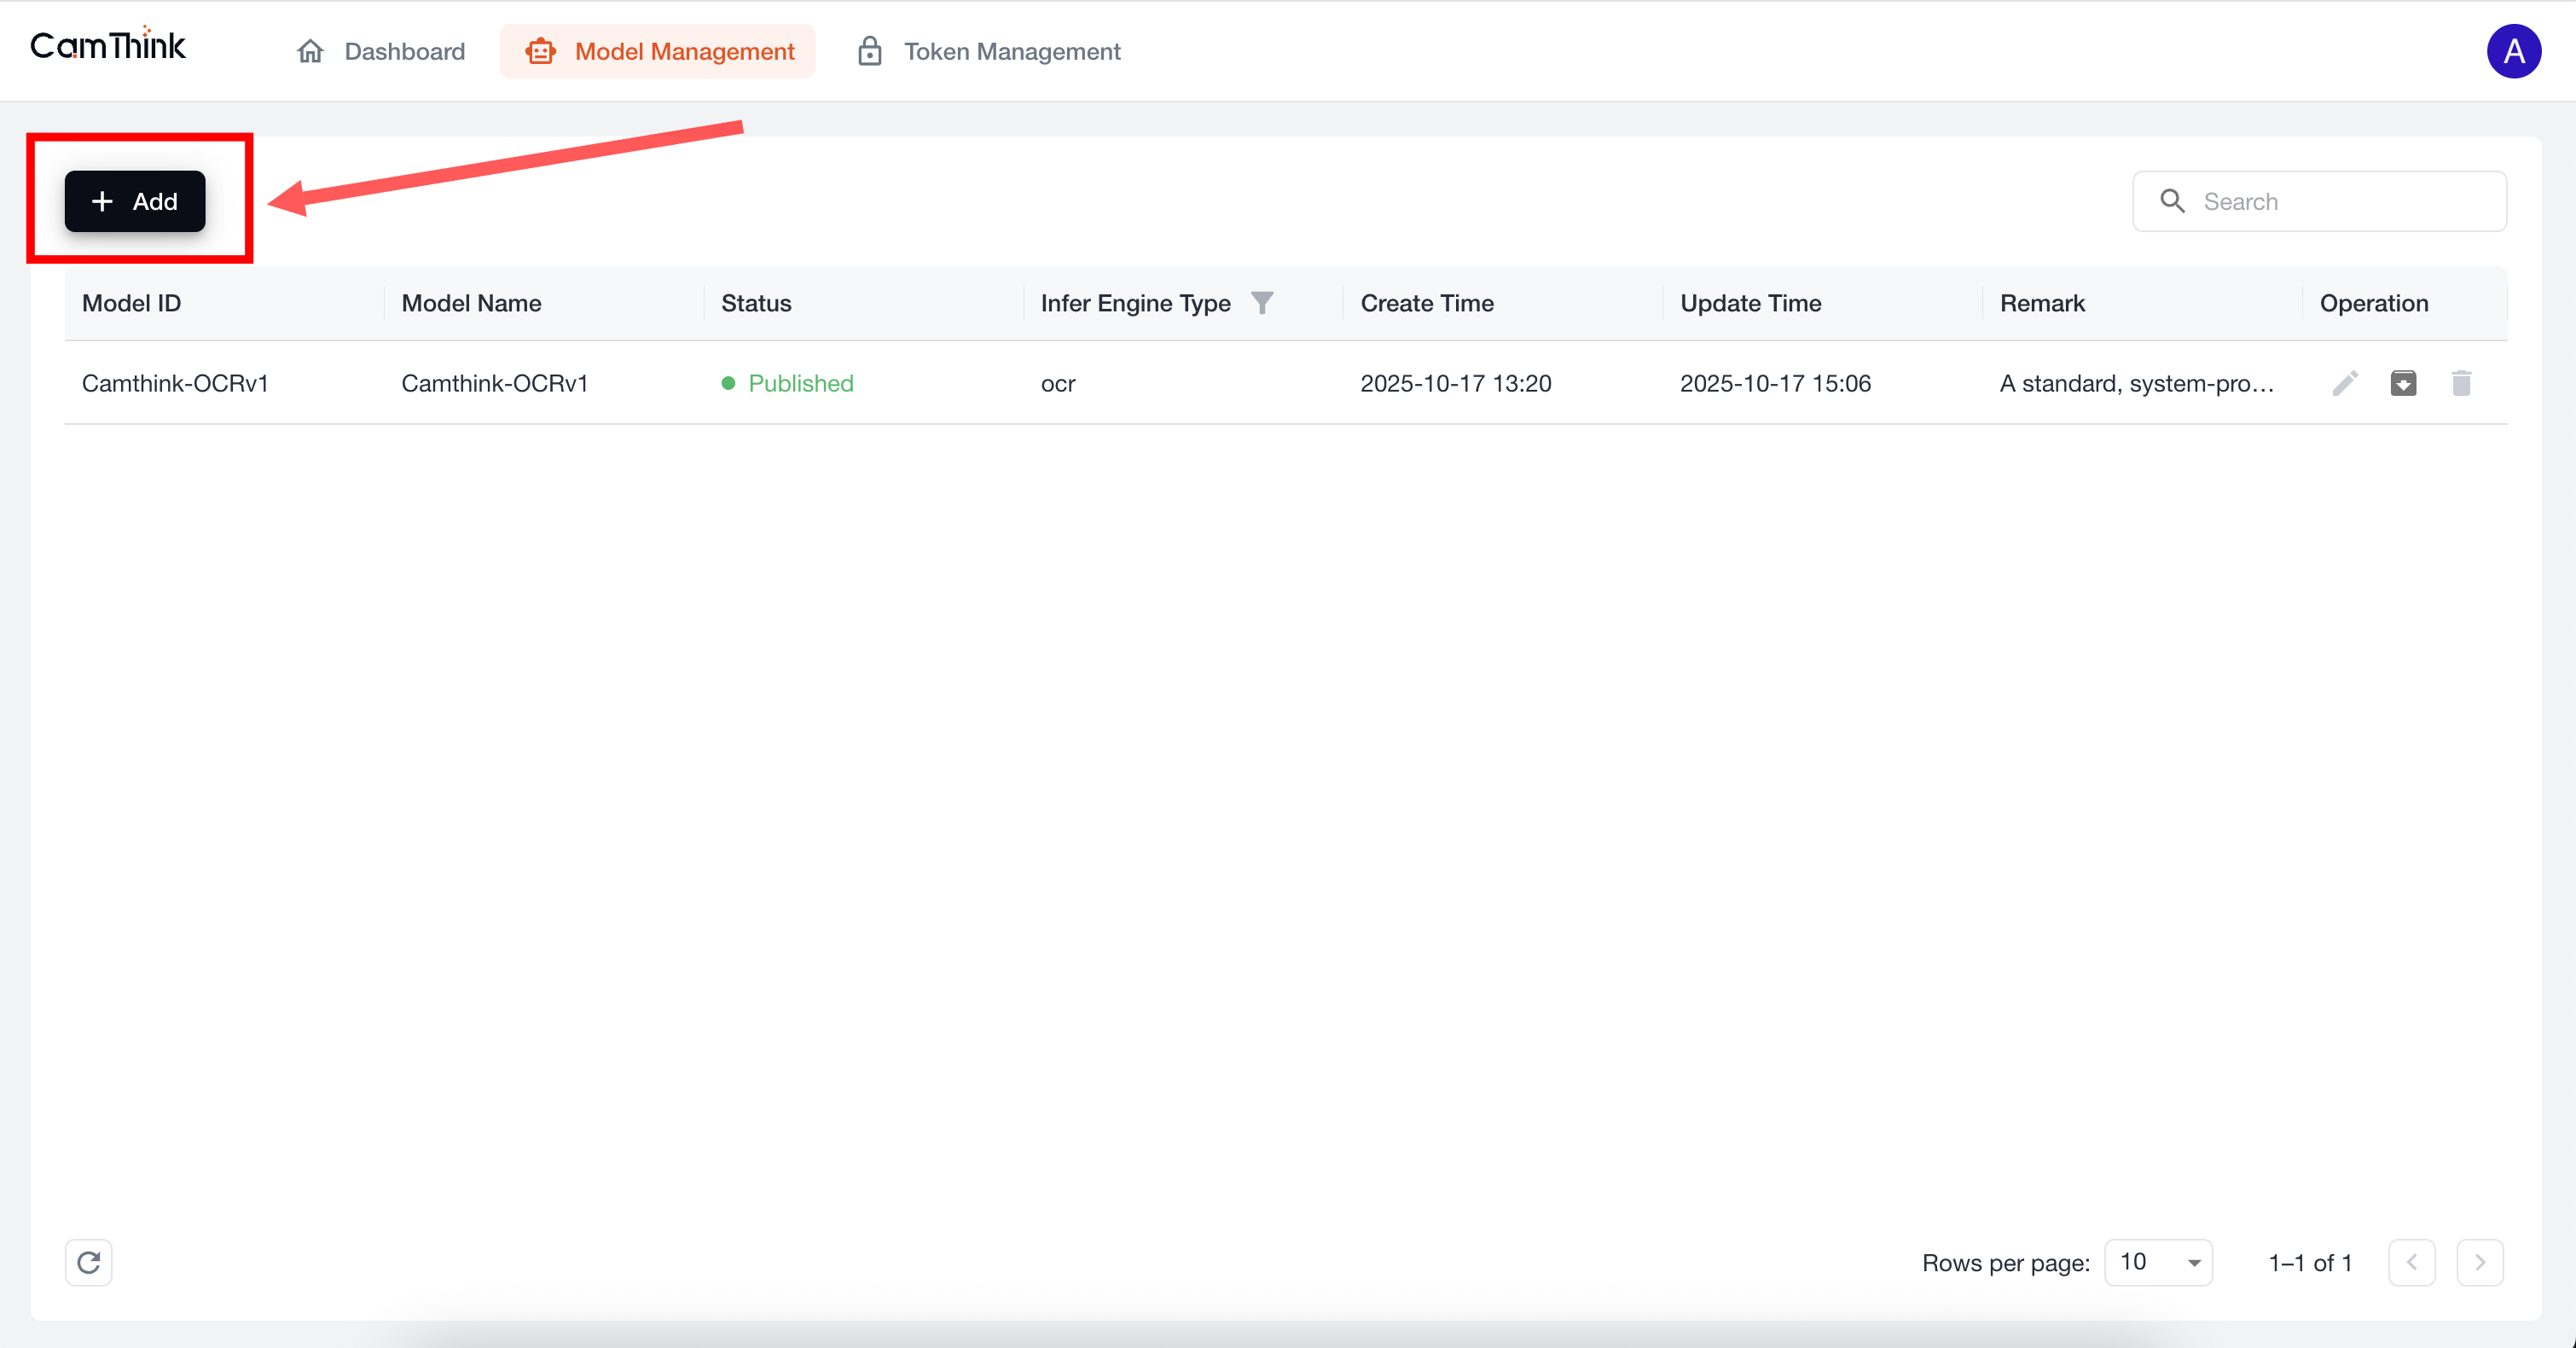 CamThink Dashboard Model Management Token Management A
Add Search
Model ID Model Name Status Infer Engine Type Create Time Update Time Remark Operation
Camthink-OCRv1 Camthink-OCRv1 Published ocr 2025-10-17 13:20 2025-10-17 15:06 A standard, system-pro...
Rows per page: 10 1–1 of 1